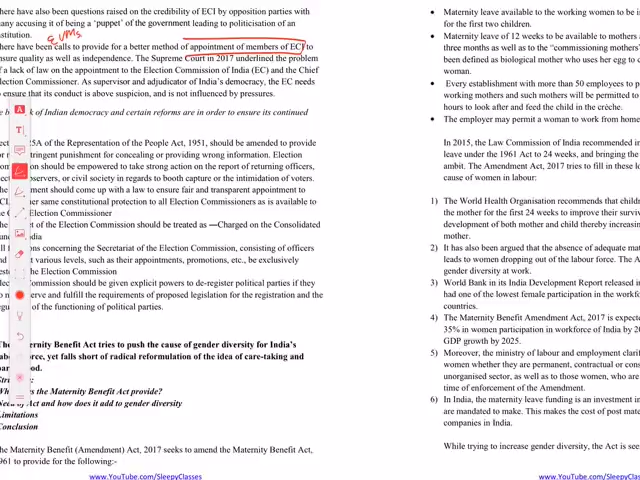 There have also been questions raised on the credibility of ECI by opposition parties with
many accusing it of being a 'puppet' of the government leading to politicisation of an
institution.
EVMs
There have been calls to provide for a better method of appointment of members of ECI to
ensure quality as well as independence. The Supreme Court in 2017 underlined the problem
of a lack of law on the appointment to the Election Commission of India (EC) and the Chief
Election Commissioner. As supervisor and adjudicator of India's democracy, the EC needs
to ensure that its conduct is above suspicion, and is not influenced by pressures.
of Indian democracy and certain reforms are in order to ensure its continued
25A of the Representation of the People Act, 1951, should be amended to provide
stringent punishment for concealing or providing wrong information. Election
should be empowered to take strong action on the report of returning officers,
observers, or civil society in regards to booth capture or the intimidation of voters.
should come up with a law to ensure fair and transparent appointment to
same constitutional protection to all Election Commissioners as is available to
Election Commissioner
of the Election Commission should be treated as —Charged on the Consolidated
concerning the Secretariat of the Election Commission, consisting of officers
at various levels, such as their appointments, promotions, etc., be exclusively
the Election Commission
should be given explicit powers to de-register political parties if they
and fulfill the requirements of proposed legislation for the registration and the
of the functioning of political parties.
The Maternity Benefit Act tries to push the cause of gender diversity for India's
yet falls short of radical reformulation of the idea of care-taking and
the Maternity Benefit Act provide?
Act and how does it add to gender diversity
Limitations
Conclusion
The Maternity Benefit (Amendment) Act, 2017 seeks to amend the Maternity Benefit Act,
1961 to provide for the following:-
www.YouTube.com/SleepyClasses
• Maternity leave available to the working women to be in
for the first two children.
• Maternity leave of 12 weeks to be available to mothers a
three months as well as to the "commissioning mothers"
been defined as biological mother who uses her egg to c
woman.
• Every establishment with more than 50 employees to p
working mothers and such mothers will be permitted to
hours to look after and feed the child in the crèche.
• The employer may permit a woman to work from home
In 2015, the Law Commission of India recommended in
leave under the 1961 Act to 24 weeks, and bringing the
ambit. The Amendment Act, 2017 tries to fill in these lo
cause of women in labour:
1) The World Health Organisation recommends that childre
the mother for the first 24 weeks to improve their surviv
development of both mother and child thereby increasing
mother.
2) It has also been argued that the absence of adequate mat
leads to women dropping out of the labour force. The A
gender diversity at work.
3) World Bank in its India Development Report released in
had one of the lowest female participation in the workfo
countries.
4) The Maternity Benefit Amendment Act, 2017 is expecte
35% in women participation in workforce of India by 20
GDP growth by 2025.
5) Moreover, the ministry of labour and employment clarif
women whether they are permanent, contractual or cons
unorganised sector, as well as to those women, who are
time of enforcement of the Amendment.
6) In India, the maternity leave funding is an investment in
are mandated to make. This makes the cost of post mate
companies in India.
While trying to increase gender diversity, the Act is see
www.YouTube.com/SleepyClasses